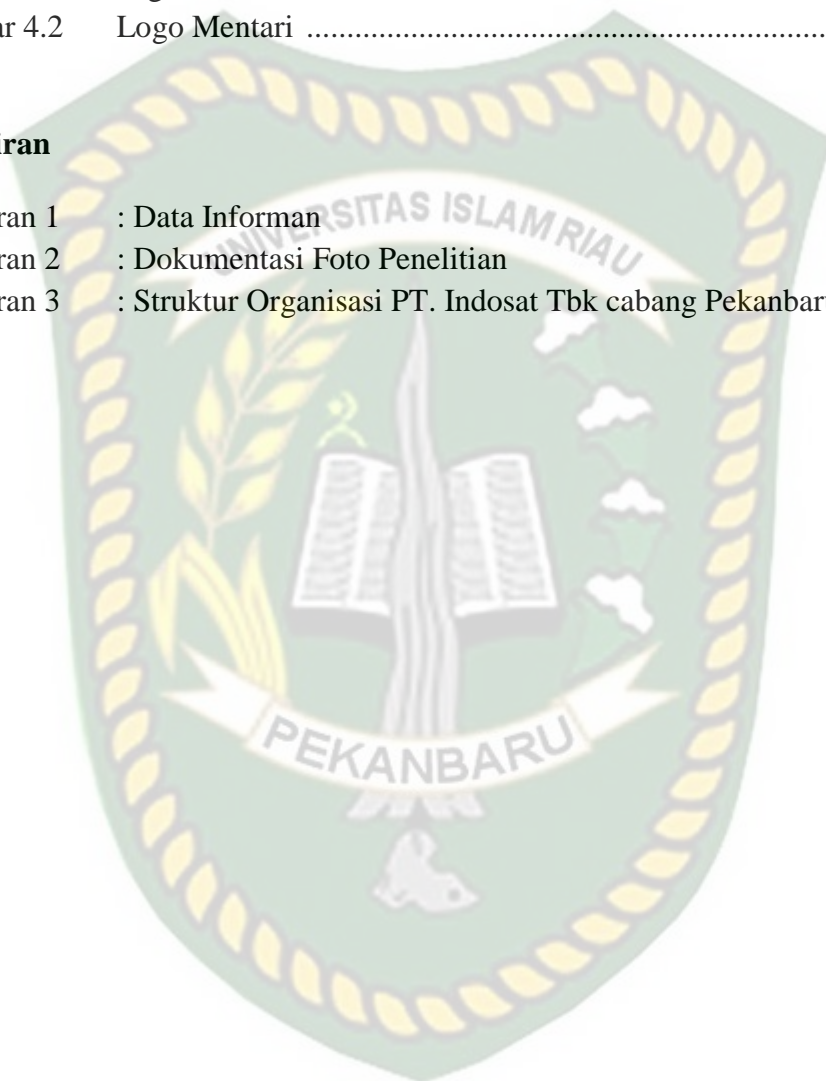 ar 4.2 Logo Mentari ................................................................
iran
ran 1 : Data Informan
ran 2 : Dokumentasi Foto Penelitian
ran 3 : Struktur Organisasi PT. Indosat Tbk cabang Pekanbar
UNIVERSITAS ISLAM RIAU
PEKANBARU